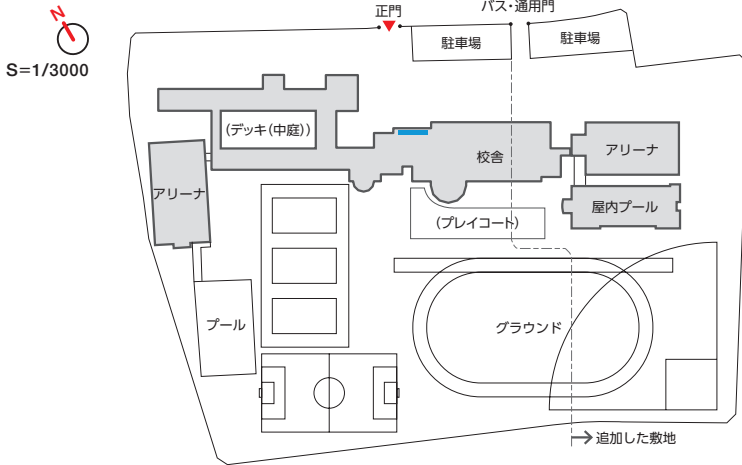 N
S=1/3000
正門
バス・通用門
駐車場
駐車場
(デッキ(中庭))
校舎
アリーナ
アリーナ
屋内プール
(プレイコート)
プール
グラウンド
追加した敷地